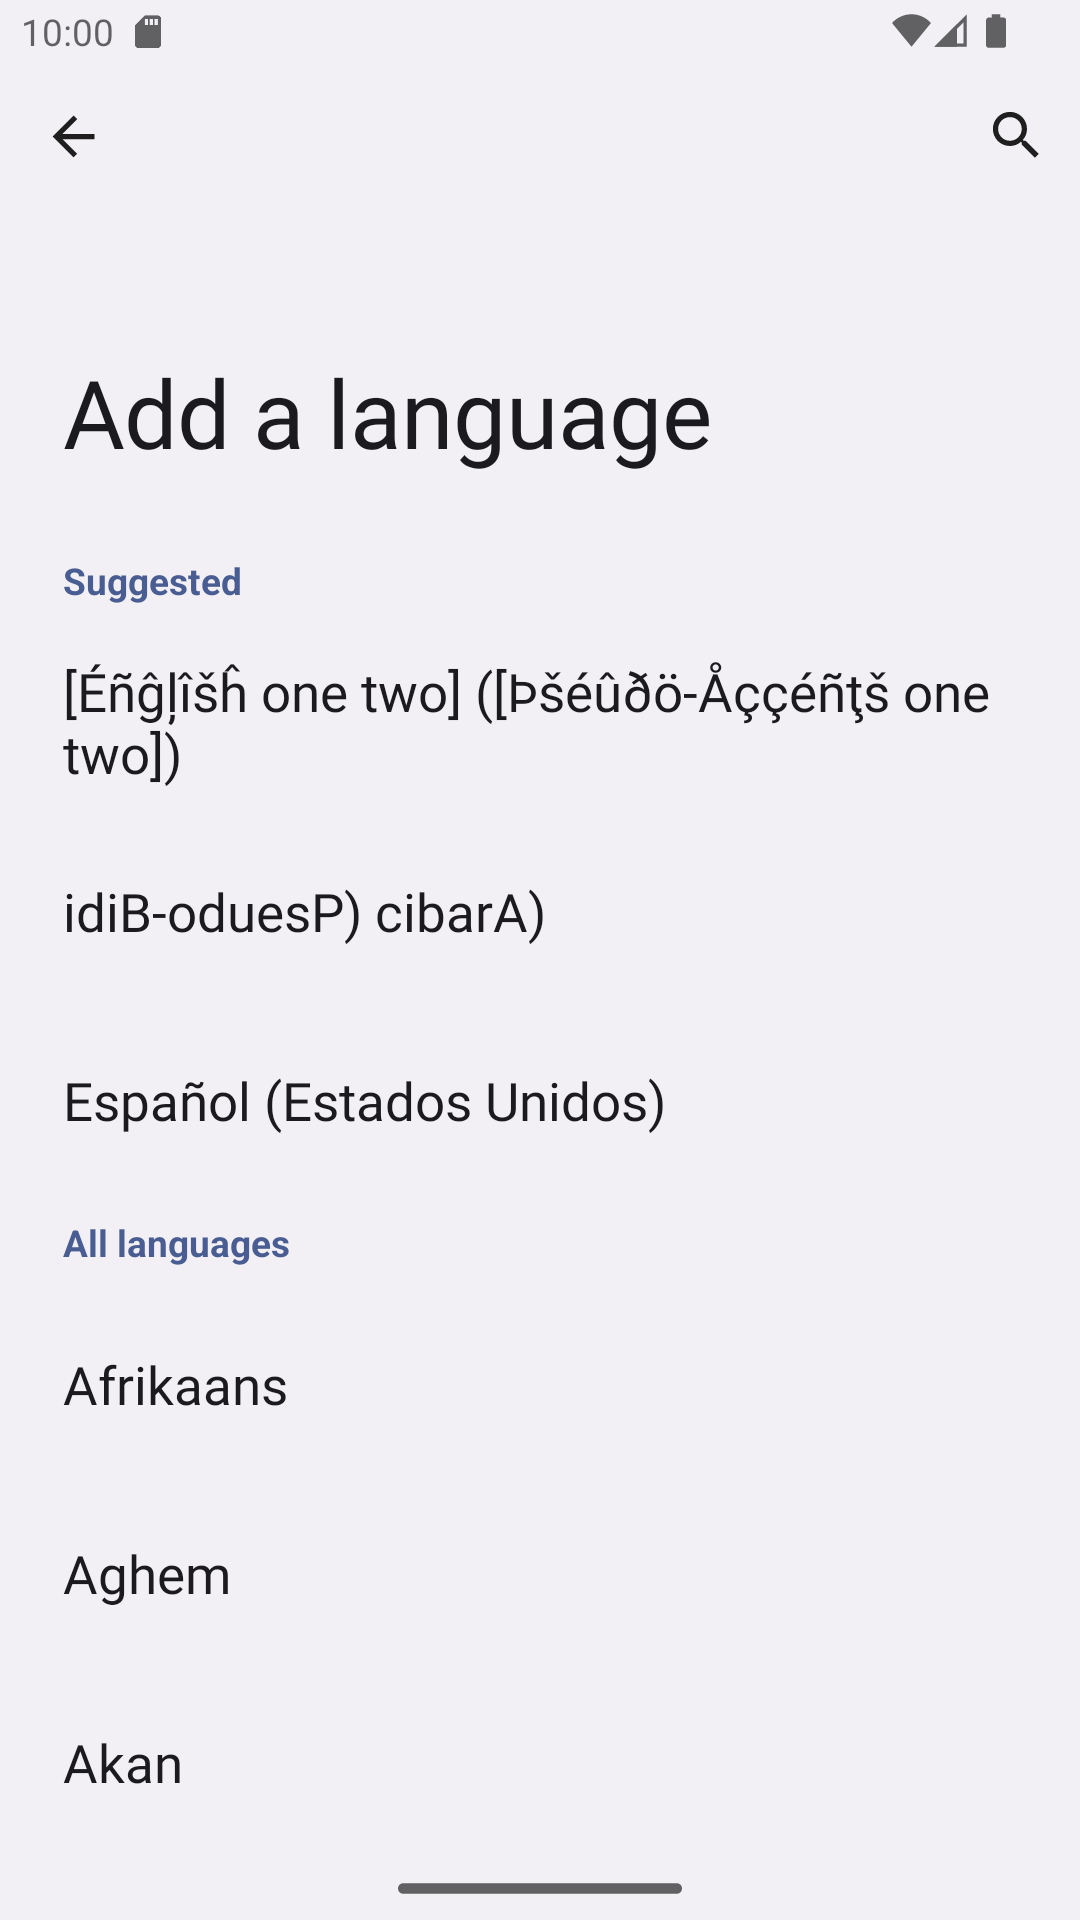 10:00
Add a language
Suggested
[Éñĝļîšĥ one two] ([Þšéûðö-Åççéñţš one
two])
idiB-oduesP) cibarA)
Español (Estados Unidos)
All languages
Afrikaans
Aghem
Akan